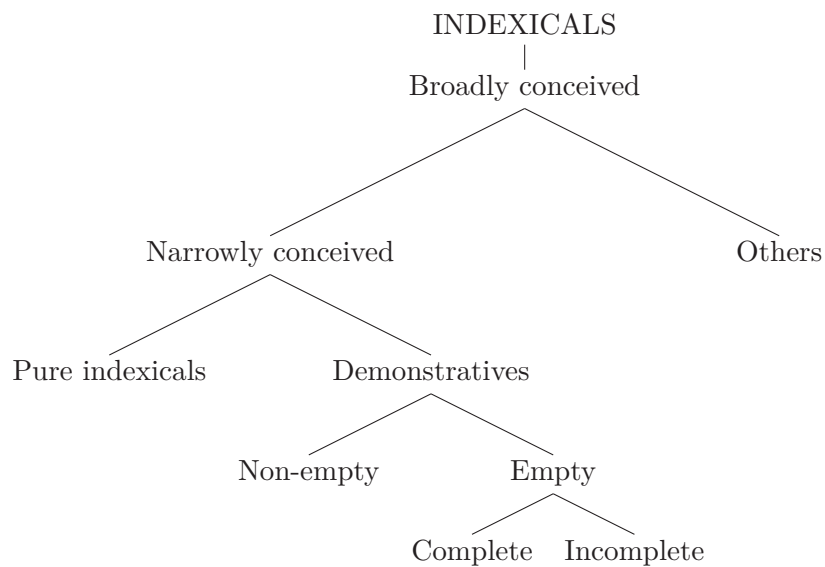 INDEXICALS
Broadly conceived
Narrowly conceived Others
Pure indexicals Demonstratives
Non-empty Empty
Complete Incomplete